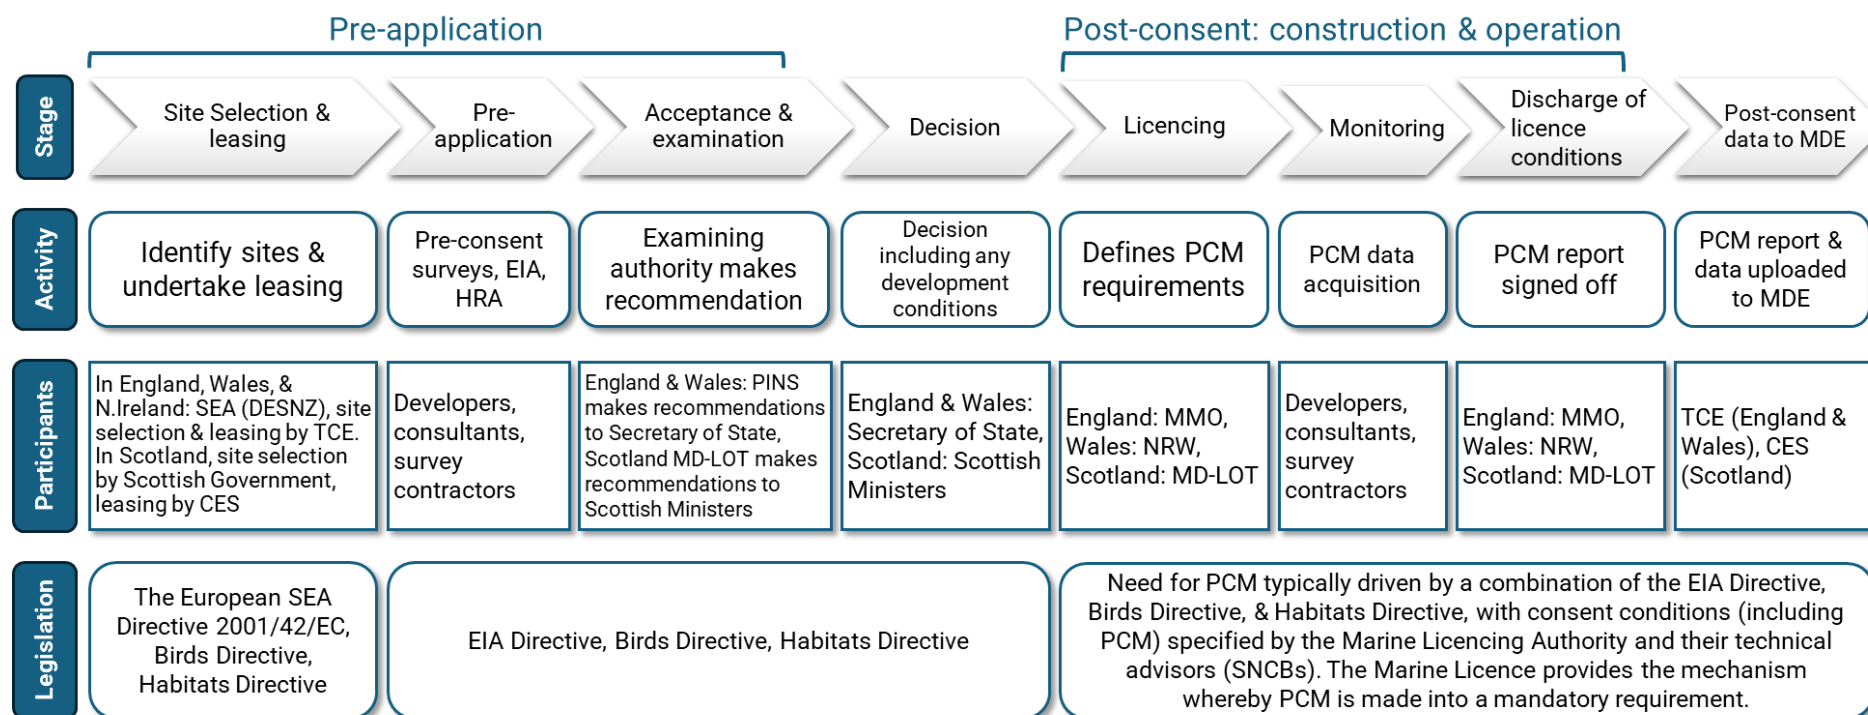 Pre-application
Post-consent: construction & operation
Stage
Site Selection &
leasing
Pre-
application
Acceptance &
examination
Decision
Licencing
Monitoring
Discharge of
licence
conditions
Post-consent
data to MDE
Activity
Identify sites &
undertake leasing
Pre-consent
surveys, EIA,
HRA
Examining
authority makes
recommendation
Decision
including any
development
conditions
Defines PCM
requirements
PCM data
acquisition
PCM report
signed off
PCM report &
data uploaded
to MDE
Participants
In England, Wales, &
N.Ireland: SEA (DESNZ), site
selection & leasing by TCE.
In Scotland, site selection
by Scottish Government,
leasing by CES
Developers,
consultants,
survey
contractors
England & Wales: PINS
makes recommendations
to Secretary of State,
Scotland MD-LOT makes
recommendations to
Scottish Ministers
England & Wales:
Secretary of State,
Scotland: Scottish
Ministers
England: MMO,
Wales: NRW,
Scotland: MD-LOT
Developers,
consultants,
survey
contractors
England: MMO,
Wales: NRW,
Scotland: MD-LOT
TCE (England &
Wales), CES
(Scotland)
Legislation
The European SEA
Directive 2001/42/EC,
Birds Directive,
Habitats Directive
EIA Directive, Birds Directive, Habitats Directive
Need for PCM typically driven by a combination of the EIA Directive,
Birds Directive, & Habitats Directive, with consent conditions (including
PCM) specified by the Marine Licencing Authority and their technical
advisors (SNCBs). The Marine Licence provides the mechanism
whereby PCM is made into a mandatory requirement.